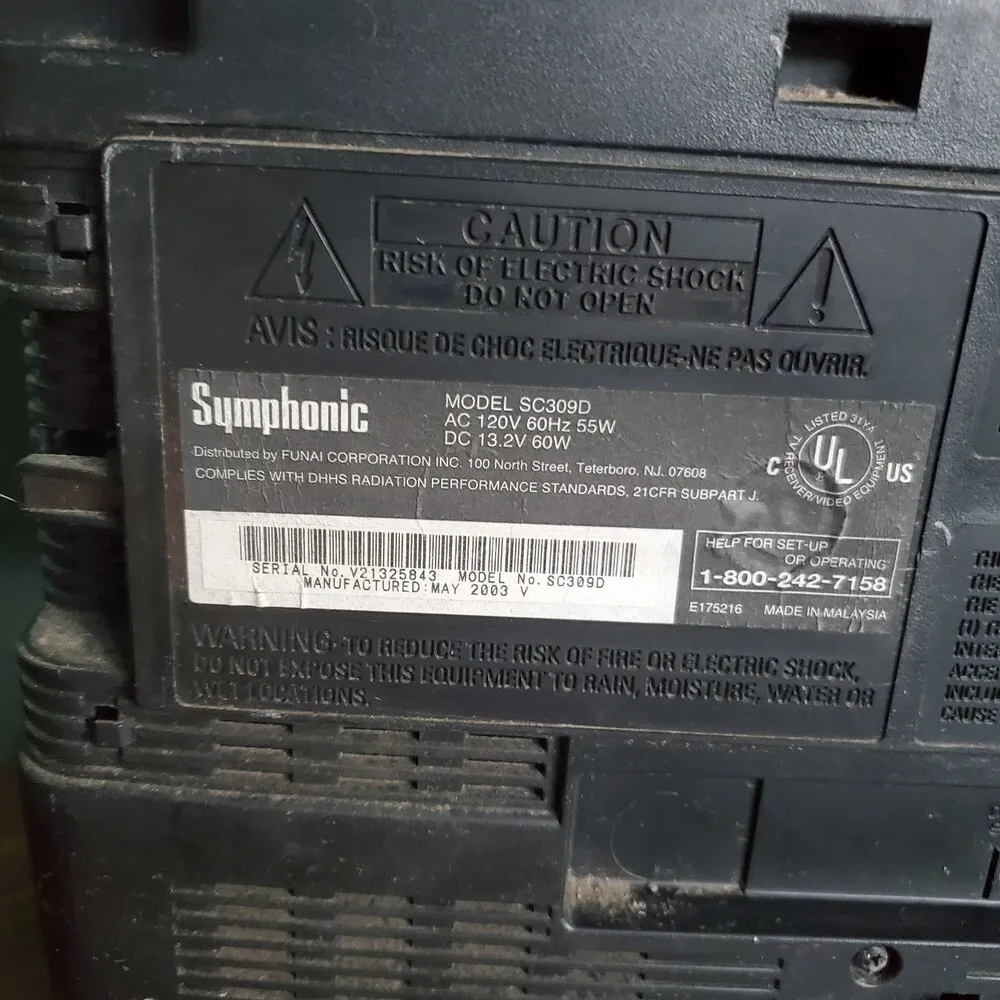 CAUTION
RISK OF ELECTRIC SHOCK
DO NOT OPEN
AVIS : RISQUE DE CHOC ELECTRIQUE-NE PAS OUVRIR.
Symphonic
MODEL SC309D
AC 120V 60Hz 55W
DC 13.2V 60W
Distributed by FUNAI CORPORATION INC. 100 North Street, Teterboro, NJ. 07608
COMPLIES WITH DHHS RADIATION PERFORMANCE STANDARDS, 21CFR SUBPART J.
LISTED 31YA
C UL US
®
TV RECEIVER/VIDEO EQUIPMENT
SERIAL No. V21325843 MODEL No. SC309D
MANUFACTURED: MAY 2003 V
HELP FOR SET-UP
OR OPERATING
1-800-242-7158
E175216 MADE IN MALAYSIA
WARNING:-TO REDUCE THE RISK OF FIRE OR ELECTRIC SHOCK,
DO NOT EXPOSE THIS EQUIPMENT TO RAIN, MOISTURE, WATER OR
WET LOCATIONS.-